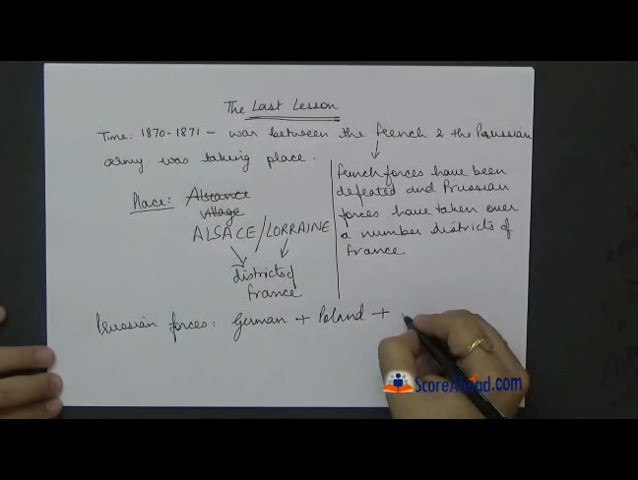 The Last Lesson
Time: 1870-1871 - war between the french & the Prussian
army was taking place.
Place: Alscance
Village
ALSACE / LORRAINE
districts of
france
French forces have been
defeated and Prussian
forces have taken over
a number districts of
france.
Prussian forces: German + Poland +
ScoreAhead.com